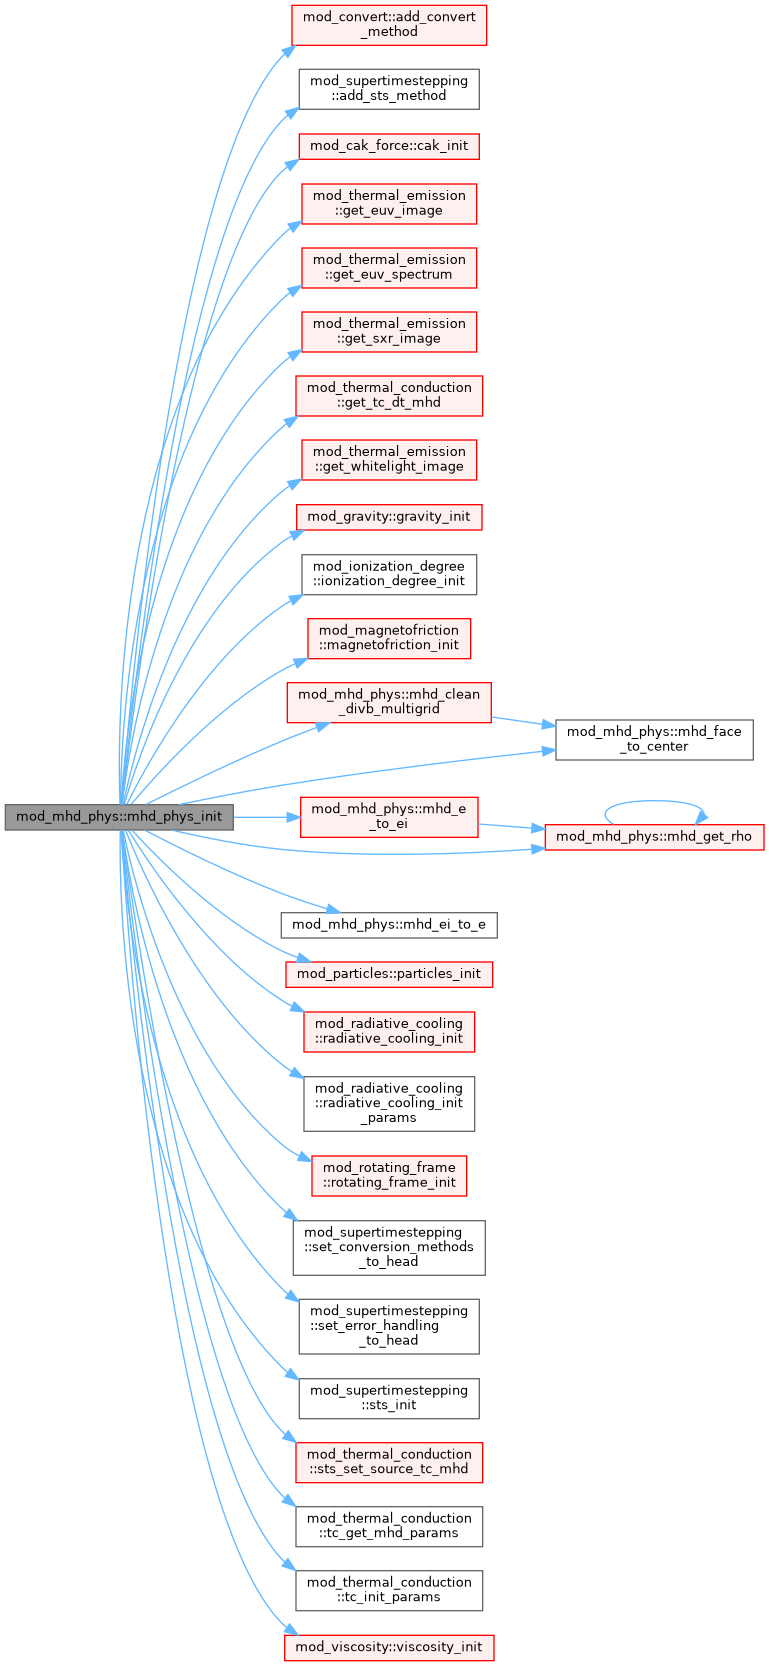 mod_convert::add_convert
_method
mod_supertimestepping
::add_sts_method
mod_cak_force::cak_init
mod_thermal_emission
::get_euv_image
mod_thermal_emission
::get_euv_spectrum
mod_thermal_emission
::get_sxr_image
mod_thermal_conduction
::get_tc_dt_mhd
mod_thermal_emission
::get_whitelight_image
mod_gravity::gravity_init
mod_ionization_degree
::ionization_degree_init
mod_magnetofriction
::magnetofriction_init
mod_mhd_phys::mhd_clean
_divb_multigrid
mod_mhd_phys::mhd_face
_to_center
mod_mhd_phys::mhd_phys_init
mod_mhd_phys::mhd_e
_to_ei
mod_mhd_phys::mhd_get_rho
mod_mhd_phys::mhd_ei_to_e
mod_particles::particles_init
mod_radiative_cooling
::radiative_cooling_init
mod_radiative_cooling
::radiative_cooling_init
_params
mod_rotating_frame
::rotating_frame_init
mod_supertimestepping
::set_conversion_methods
_to_head
mod_supertimestepping
::set_error_handling
_to_head
mod_supertimestepping
::sts_init
mod_thermal_conduction
::sts_set_source_tc_mhd
mod_thermal_conduction
::tc_get_mhd_params
mod_thermal_conduction
::tc_init_params
mod_viscosity::viscosity_init